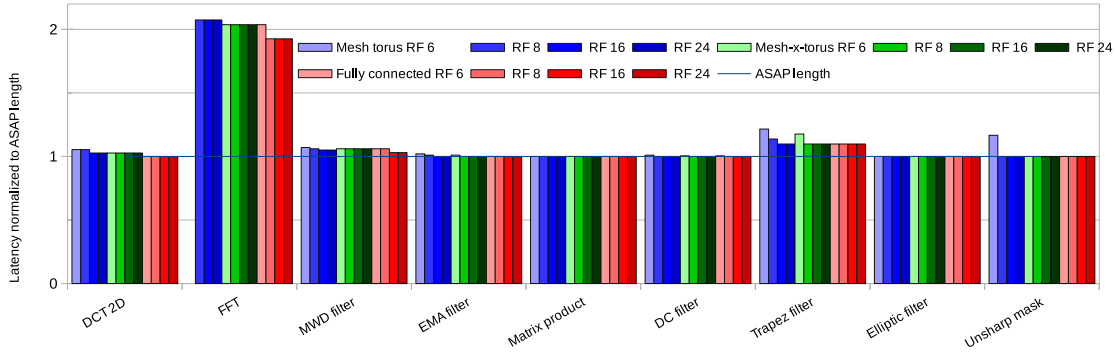 2
Mesh torus RF 6 RF 8 RF 16 RF 24 Mesh-x-torus RF 6 RF 8 RF 16 RF 24
Fully connected RF 6 RF 8 RF 16 RF 24 ASAP length
1
0
Latency normalized to ASAP length
DCT 2D
FFT
MWD filter
EMA filter
Matrix product
DC filter
Trapez filter
Elliptic filter
Unsharp mask